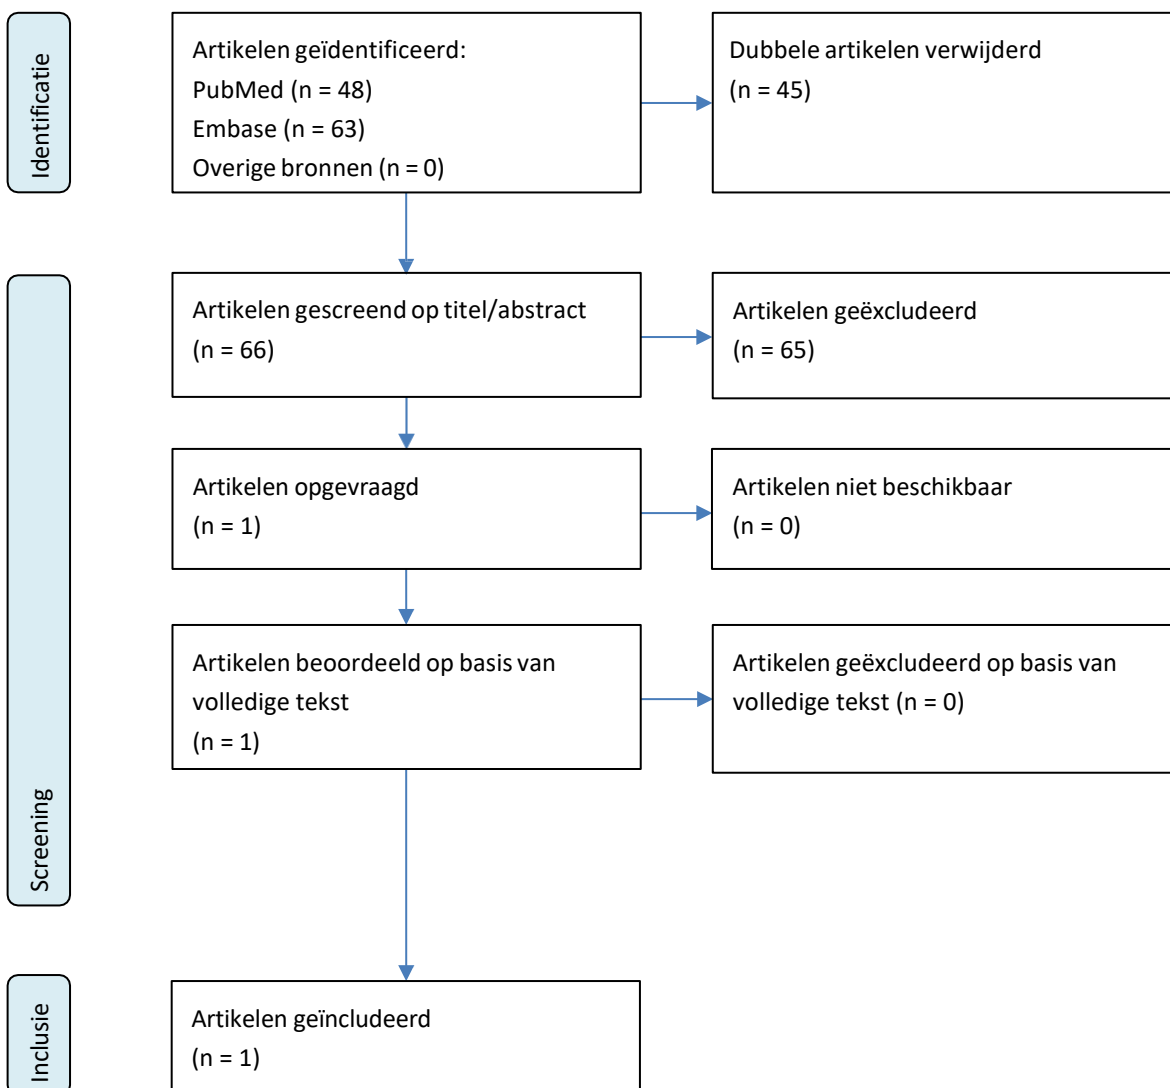 Identificatie
Artikelen geïdentificeerd:
PubMed (n = 48)
Embase (n = 63)
Overige bronnen (n = 0)
Dubbele artikelen verwijderd
(n = 45)
Screening
Artikelen gescreend op titel/abstract
(n = 66)
Artikelen geëxcludeerd
(n = 65)
Artikelen opgevraagd
(n = 1)
Artikelen niet beschikbaar
(n = 0)
Artikelen beoordeeld op basis van
volledige tekst
(n = 1)
Artikelen geëxcludeerd op basis van
volledige tekst (n = 0)
Inclusie
Artikelen geïncludeerd
(n = 1)